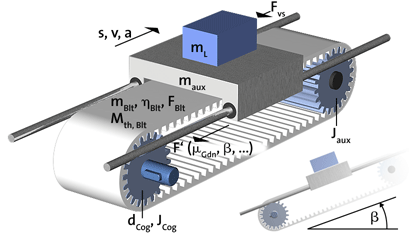 F_vs
s, v, a
m_L
m_aux
m_Blt, η_Blt, F_Blt
M_th, Blt
J_aux
F' (μ_Gdn, β, ...)
β
d_Cog, J_Cog